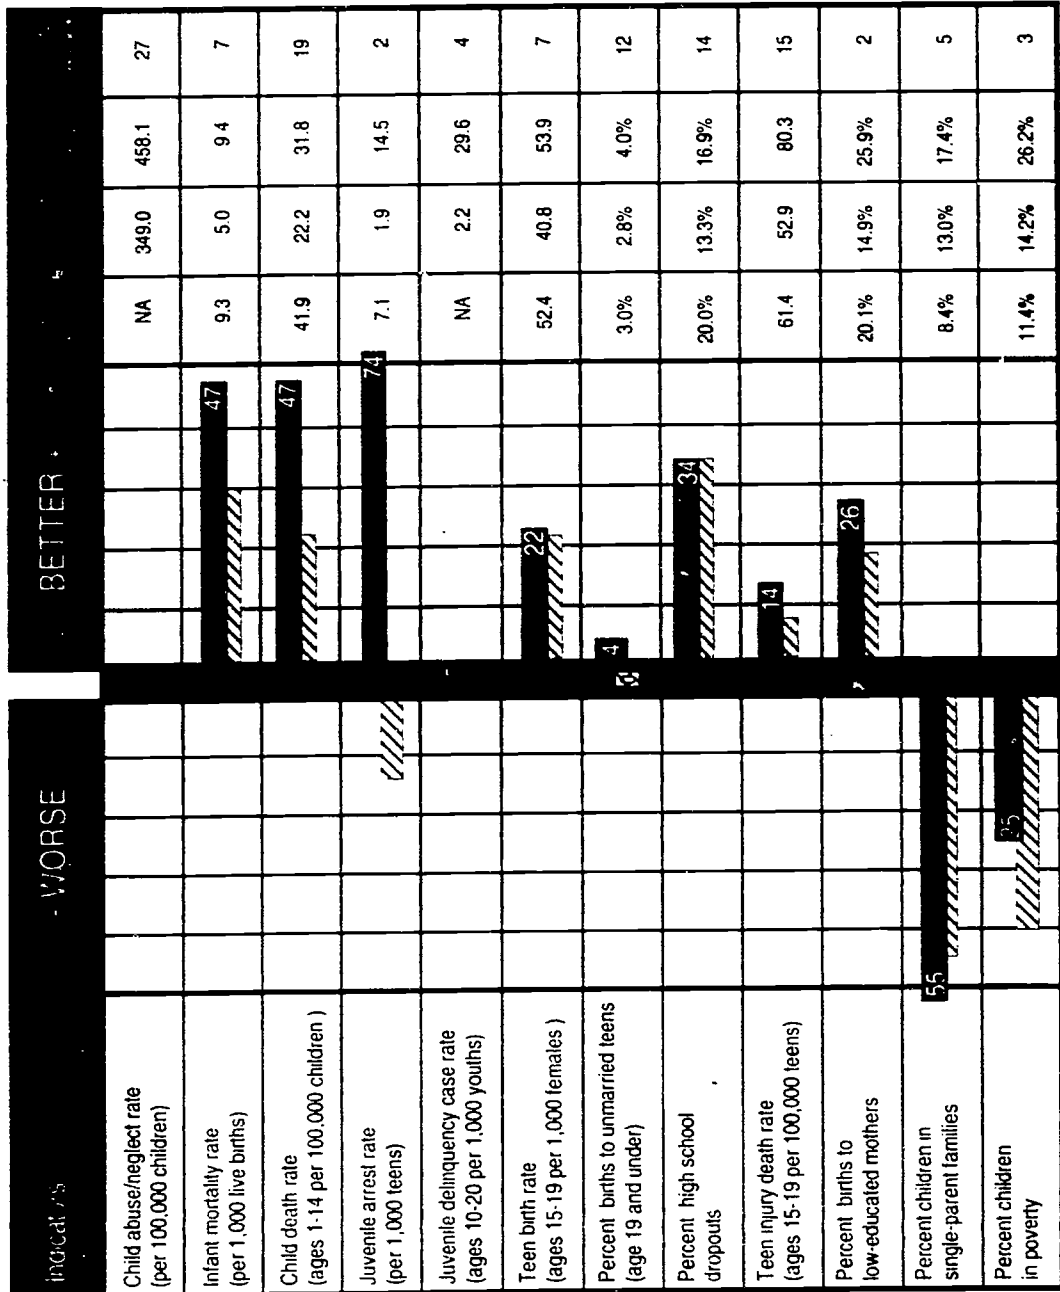 Indicators - WORSE BETTER +
Child abuse/neglect rate
(per 100,000 children) NA 349.0 458.1 27
Infant mortality rate
(per 1,000 live births) 47 9.3 5.0 9 4 7
Child death rate
(ages 1-14 per 100.000 children ) 47 41.9 22.2 31.8 19
Juvenile arrest rate
(per 1,000 teens) 74 7.1 1.9 14.5 2
Juvenile delinquency case rate
(ages 10-20 per 1,000 youths) NA 2.2 29.6 4
Teen birth rate
(ages 15-19 per 1,000 females ) 22 52.4 40.8 53.9 7
Percent births to unmarried teens
(age 19 and under) 0 4 3.0% 2.8% 4.0% 12
Percent high school
dropouts 34 20.0% 13.3% 16.9% 14
Teen injury death rate
(ages 15-19 per 100,000 teens) 14 61.4 52.9 80.3 15
Percent births to
low-educated mothers 26 20.1% 14.9% 25.9% 2
Percent children in
single-parent families 55 8.4% 13.0% 17.4% 5
Percent children
in poverty 25 11.4% 14.2% 26.2% 3